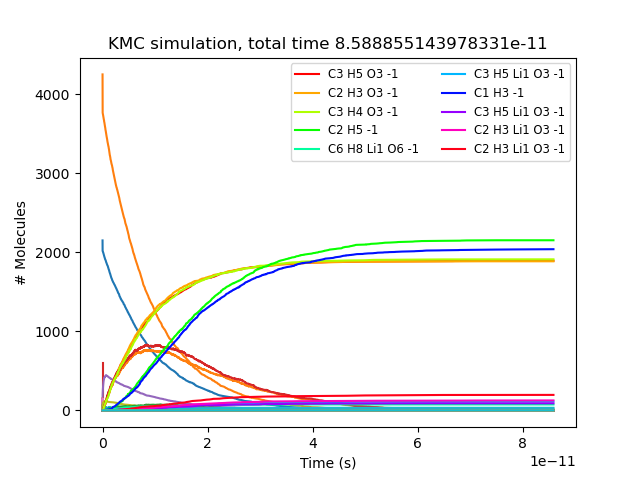 KMC simulation, total time 8.588855143978331e-11
C3 H5 O3 -1
C2 H3 O3 -1
C3 H4 O3 -1
C2 H5 -1
C6 H8 Li1 O6 -1
C3 H5 Li1 O3 -1
C1 H3 -1
C3 H5 Li1 O3 -1
C2 H3 Li1 O3 -1
C2 H3 Li1 O3 -1
# Molecules
4000
3000
2000
1000
0
0
2
4
6
8
1e−11
Time (s)